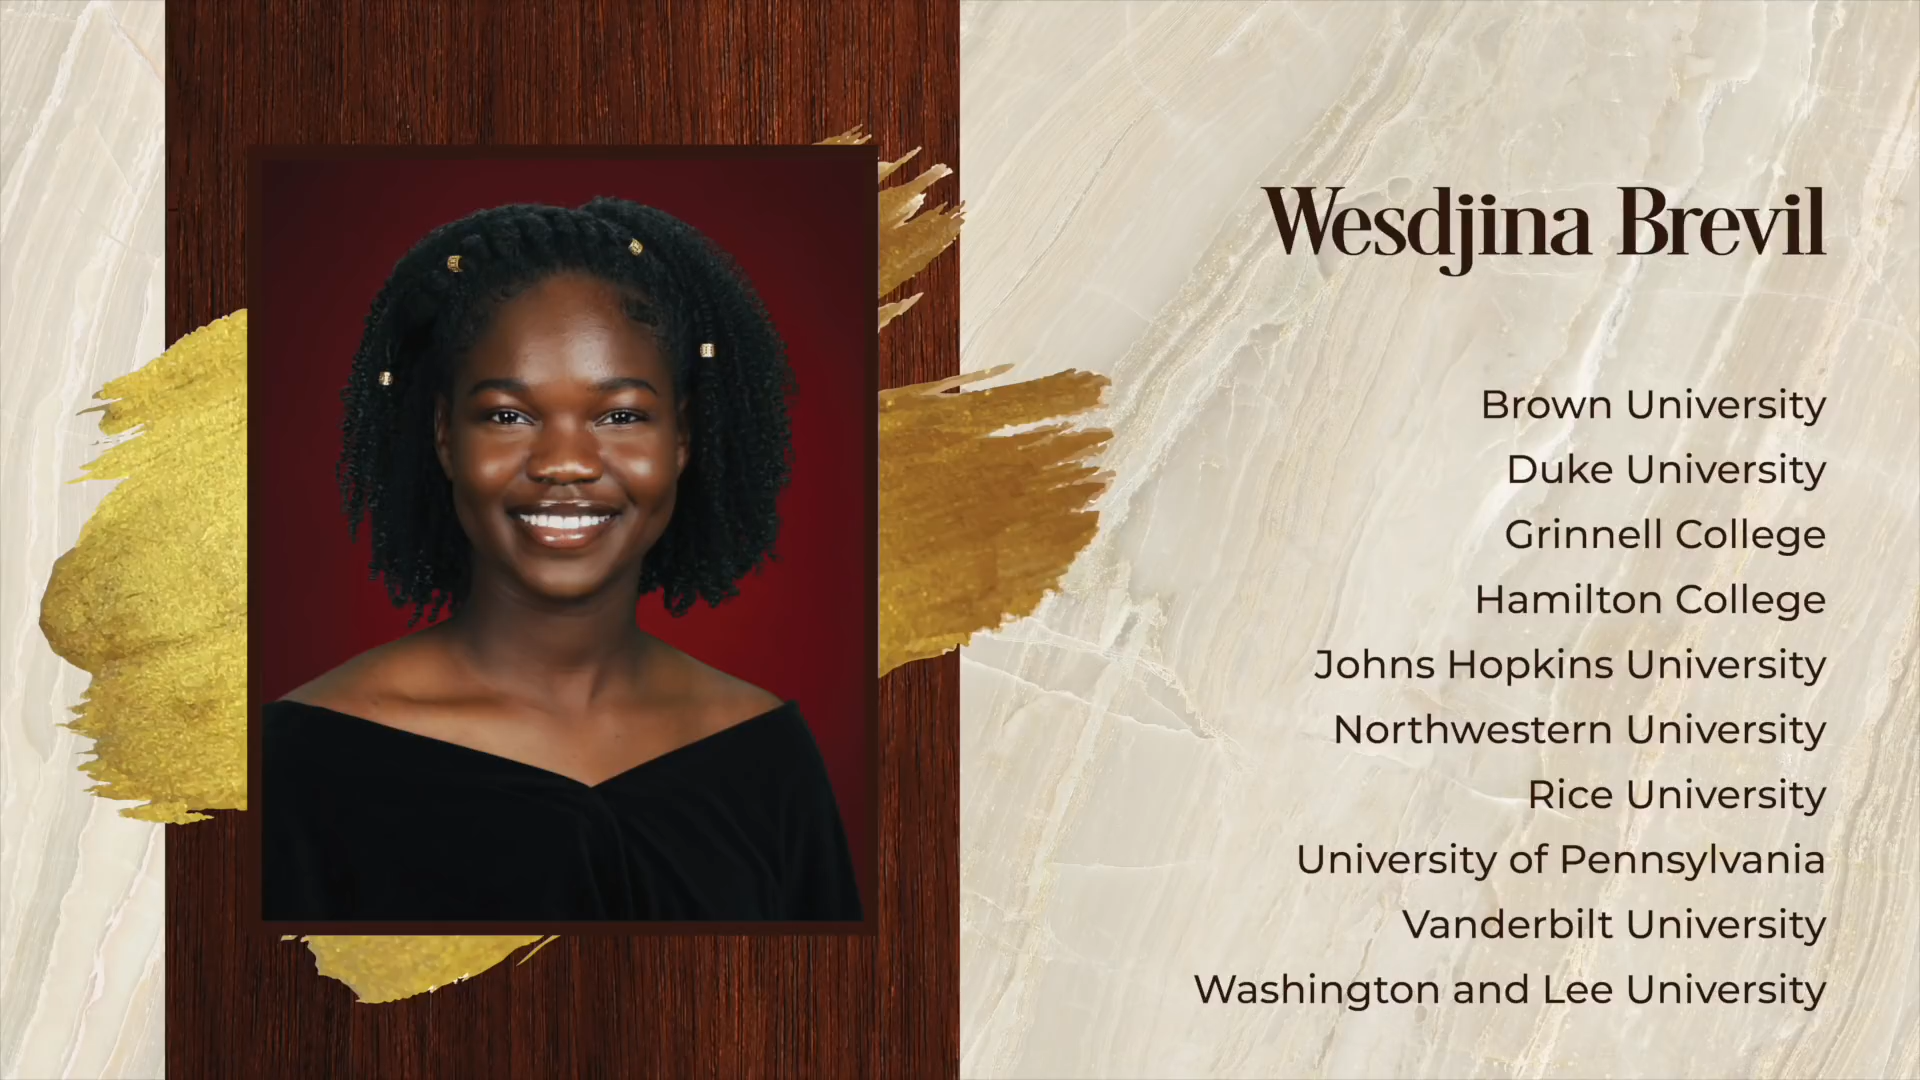 Wesdjina Brevil
Brown University
Duke University
Grinnell College
Hamilton College
Johns Hopkins University
Northwestern University
Rice University
University of Pennsylvania
Vanderbilt University
Washington and Lee University